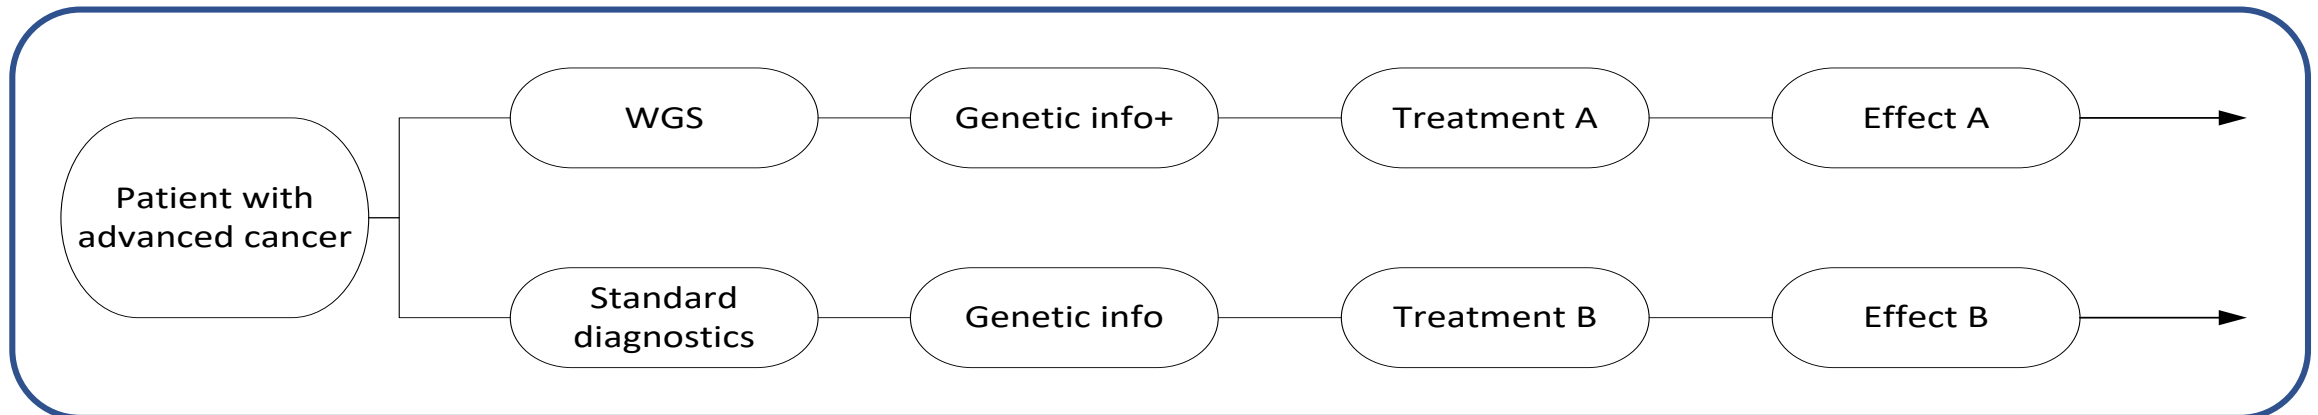 Patient with
advanced cancer
WGS
Genetic info+
Treatment A
Effect A
Standard
diagnostics
Genetic info
Treatment B
Effect B